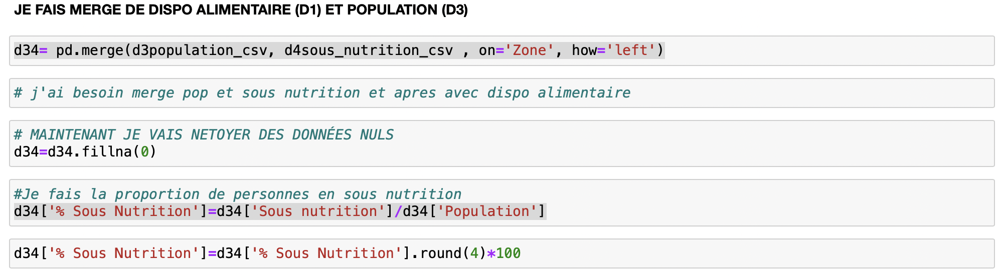 JE FAIS MERGE DE DISPO ALIMENTAIRE (D1) ET POPULATION (D3)
d34= pd.merge(d3population_csv, d4sous_nutrition_csv , on='Zone', how='left')
# j'ai besoin merge pop et sous nutrition et apres avec dispo alimentaire
# MAINTENANT JE VAIS NETOYER DES DONNÉES NULS
d34=d34.fillna(0)
#Je fais la proportion de personnes en sous nutrition
d34['% Sous Nutrition']=d34['Sous nutrition']/d34['Population']
d34['% Sous Nutrition']=d34['% Sous Nutrition'].round(4)*100